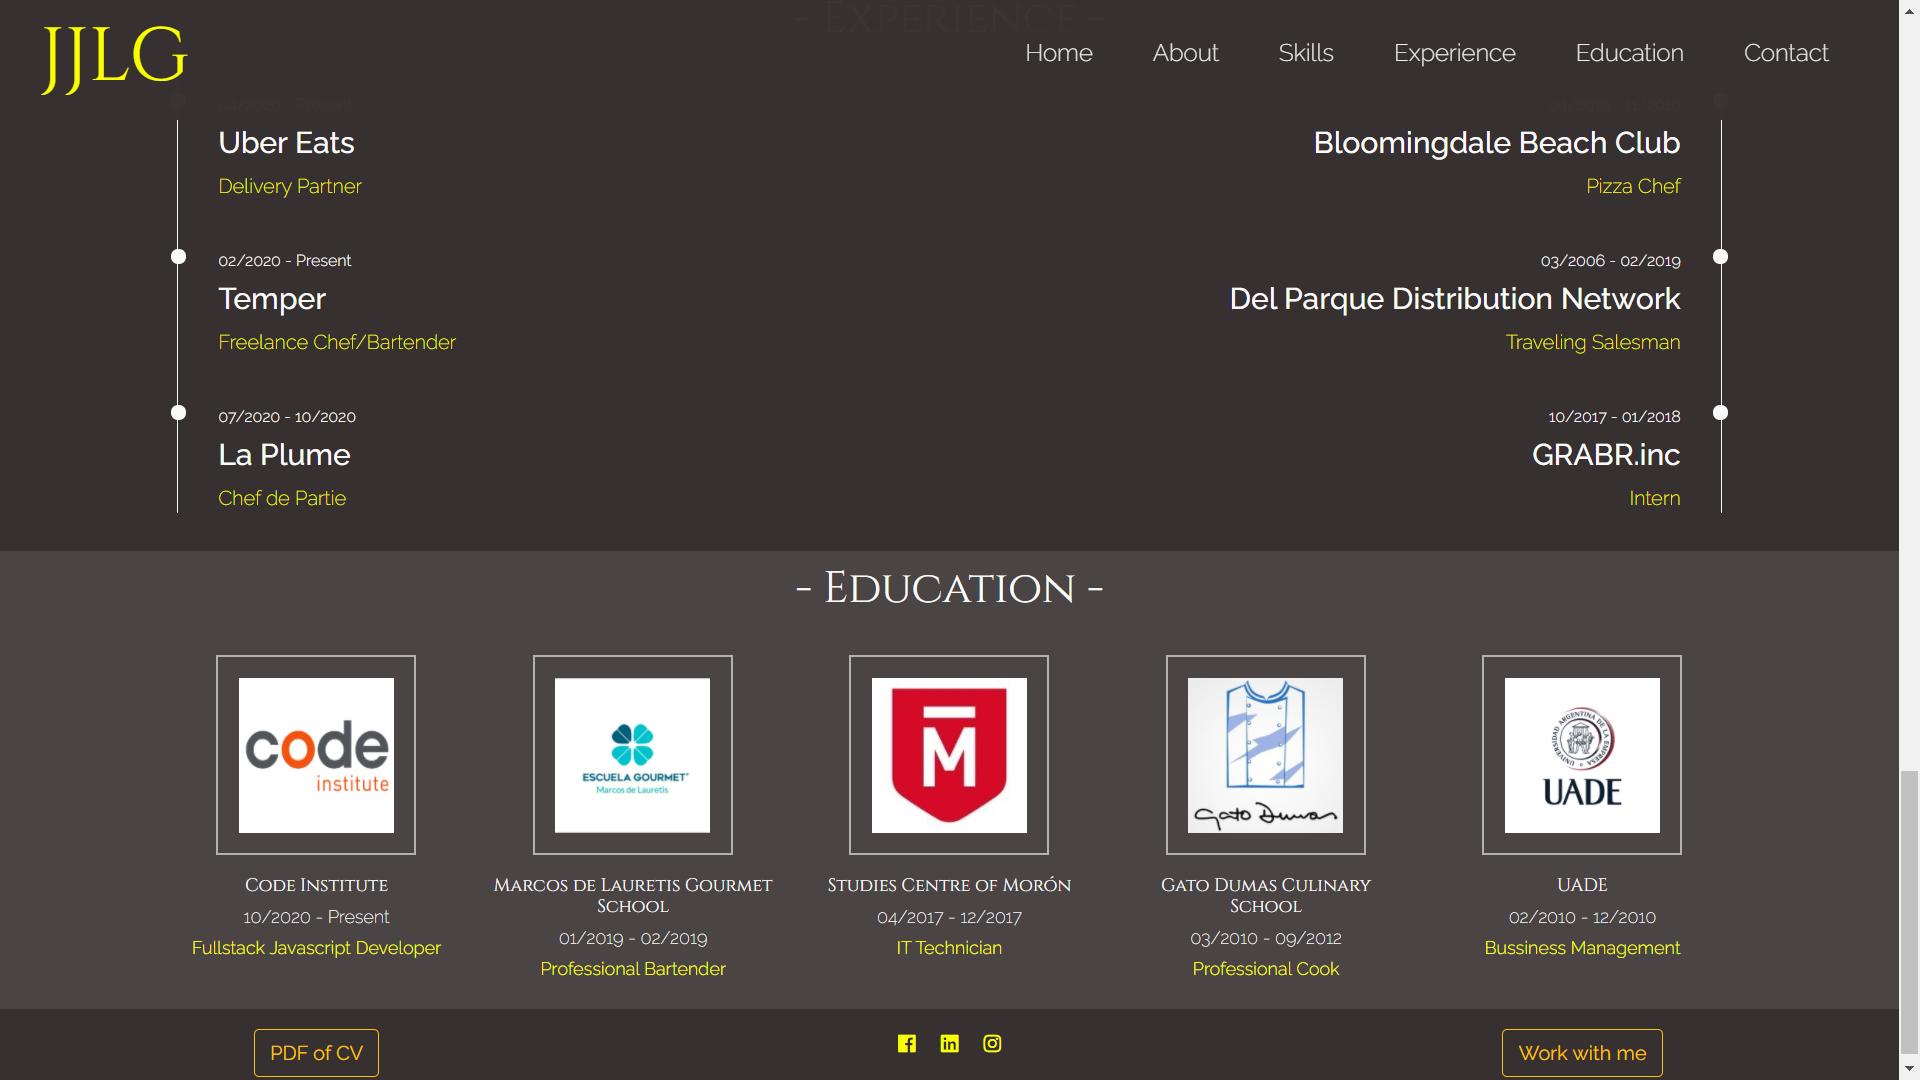 - Experience -
JJLG
Home
About
Skills
Experience
Education
Contact
Uber Eats
Delivery Partner
02/2020 - Present
Temper
Freelance Chef/Bartender
07/2020 - 10/2020
La Plume
Chef de Partie
Bloomingdale Beach Club
Pizza Chef
03/2006 - 02/2019
Del Parque Distribution Network
Traveling Salesman
10/2017 - 01/2018
GRABR.inc
Intern
- Education -
code
institute
ESCUELA GOURMET
Marcos de Lauretis
M
Gato Dumas
UNIVERSIDAD ARGENTINA DE LA EMPRESA
UADE
Code Institute
10/2020 - Present
Fullstack Javascript Developer
Marcos de Lauretis Gourmet
School
01/2019 - 02/2019
Professional Bartender
Studies Centre of Morón
04/2017 - 12/2017
IT Technician
Gato Dumas Culinary
School
03/2010 - 09/2012
Professional Cook
UADE
02/2010 - 12/2010
Bussiness Management
PDF of CV
Work with me